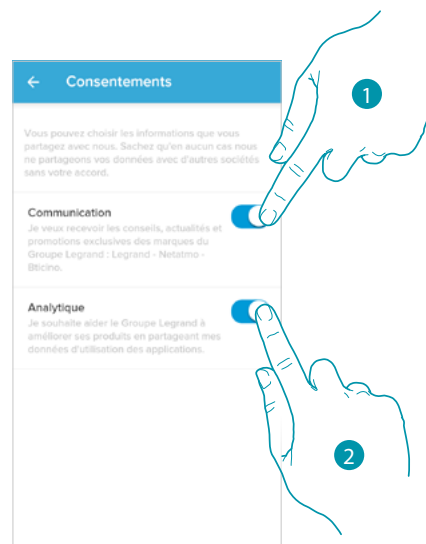 Consentements
Vous pouvez choisir les informations que vous
partagez avec nous. Sachez qu'en aucun cas nous
ne partageons vos données avec d'autres sociétés
sans votre accord.
Communication
Je veux recevoir les conseils, actualités et
promotions exclusives des marques du
Groupe Legrand : Legrand - Netatmo -
Bticino.
Analytique
Je souhaite aider le Groupe Legrand à
améliorer ses produits en partageant mes
données d'utilisation des applications.
1
2